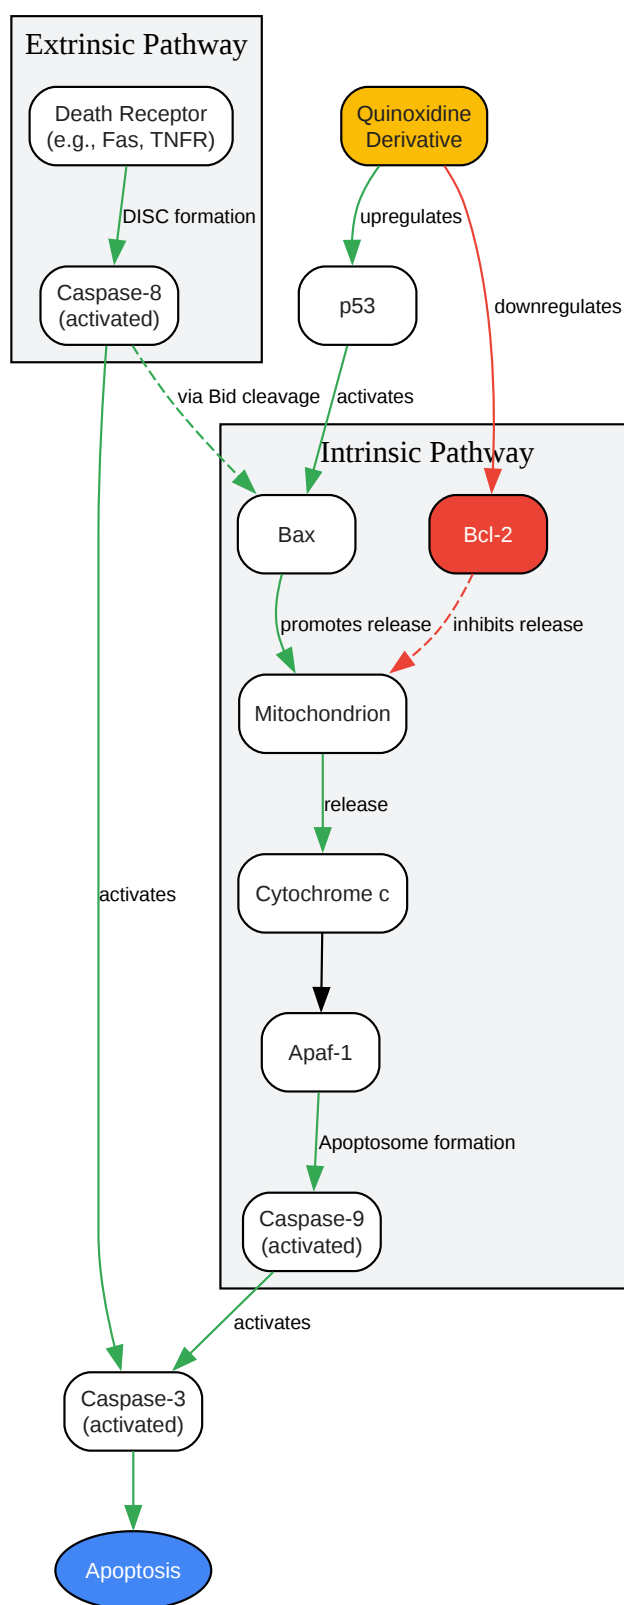 Extrinsic Pathway
Death Receptor
(e.g., Fas, TNFR)
Quinoxidine
Derivative
DISC formation
upregulates
Caspase-8
(activated)
p53
downregulates
via Bid cleavage
activates
Intrinsic Pathway
Bax
Bcl-2
promotes release
inhibits release
Mitochondrion
release
Cytochrome c
activates
Apaf-1
Apoptosome formation
Caspase-9
(activated)
activates
Caspase-3
(activated)
Apoptosis